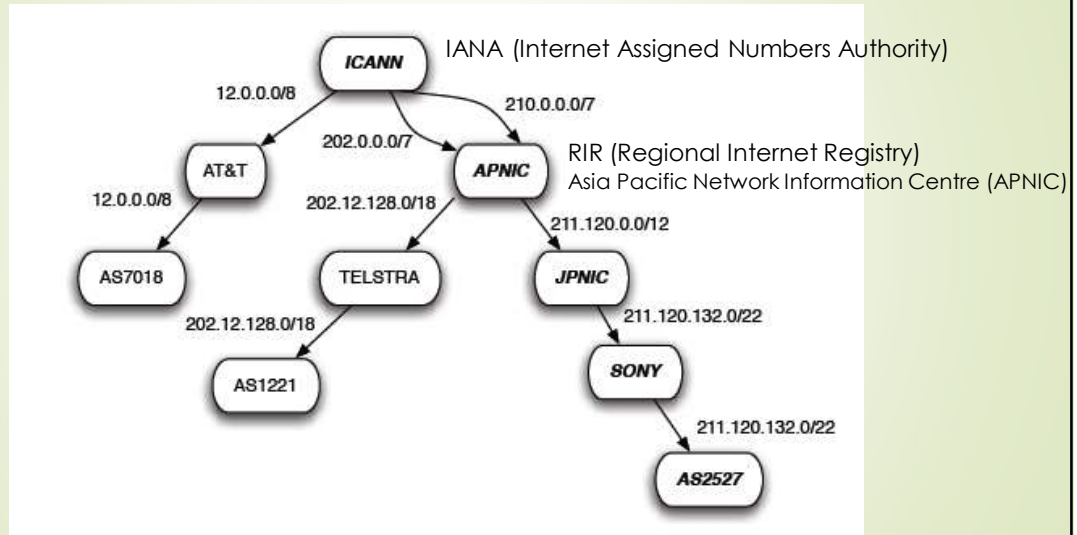 ICANN
IANA (Internet Assigned Numbers Authority)
12.0.0.0/8
210.0.0.0/7
202.0.0.0/7
AT&T
APNIC
RIR (Regional Internet Registry)
Asia Pacific Network Information Centre (APNIC)
12.0.0.0/8
202.12.128.0/18
211.120.0.0/12
AS7018
TELSTRA
JPNIC
202.12.128.0/18
211.120.132.0/22
AS1221
SONY
211.120.132.0/22
AS2527